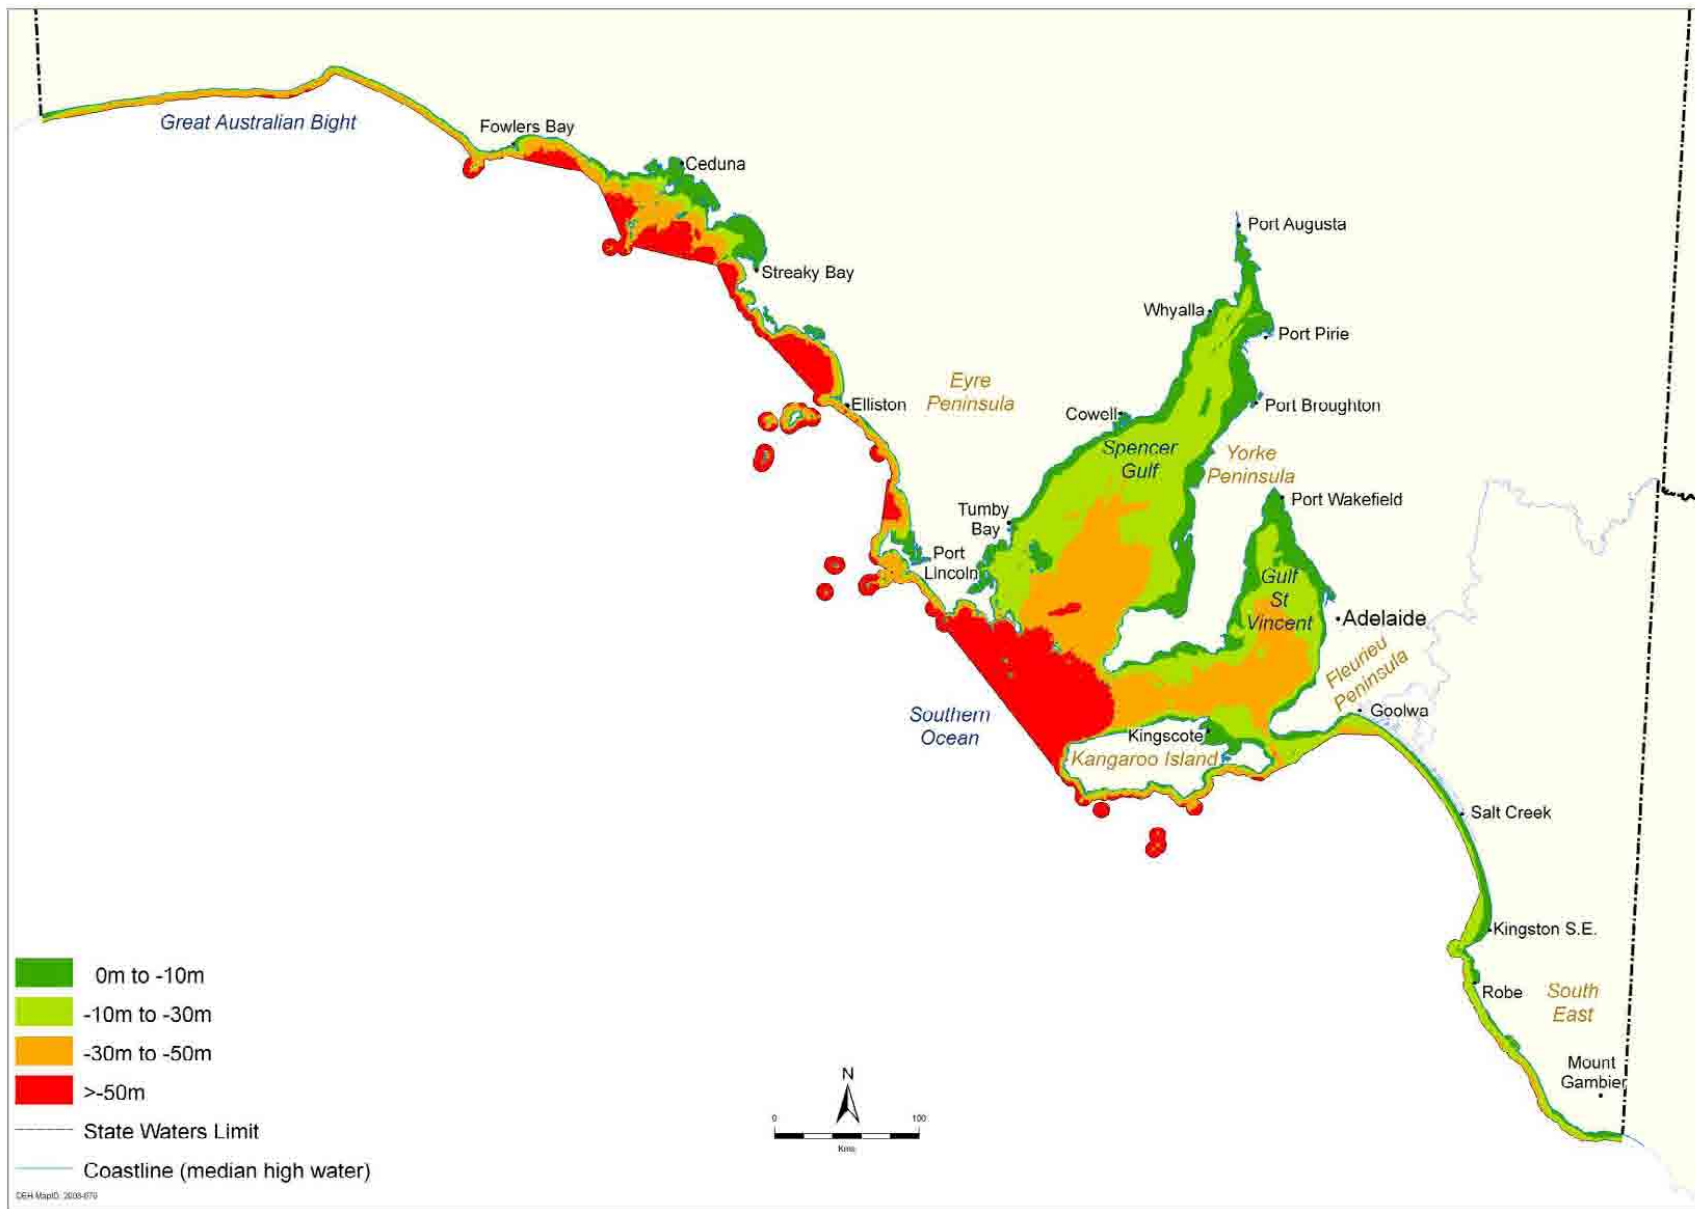 Great Australian Bight
Fowlers Bay
Ceduna
Streaky Bay
Port Augusta
Whyalla
Port Pirie
Eyre
Peninsula
Elliston
Cowell
Port Broughton
Spencer
Gulf
Yorke
Peninsula
Port Wakefield
Tumby
Bay
Port
Lincoln
Gulf
St
Vincent
Adelaide
Fleurieu
Peninsula
Southern
Ocean
Goolwa
Kingscote
Kangaroo Island
Salt Creek
Kingston S.E.
Robe
South
East
Mount
Gambier
0m to -10m
-10m to -30m
-30m to -50m
>-50m
State Waters Limit
Coastline (median high water)
N
0 100
Kms
DEH MapID: